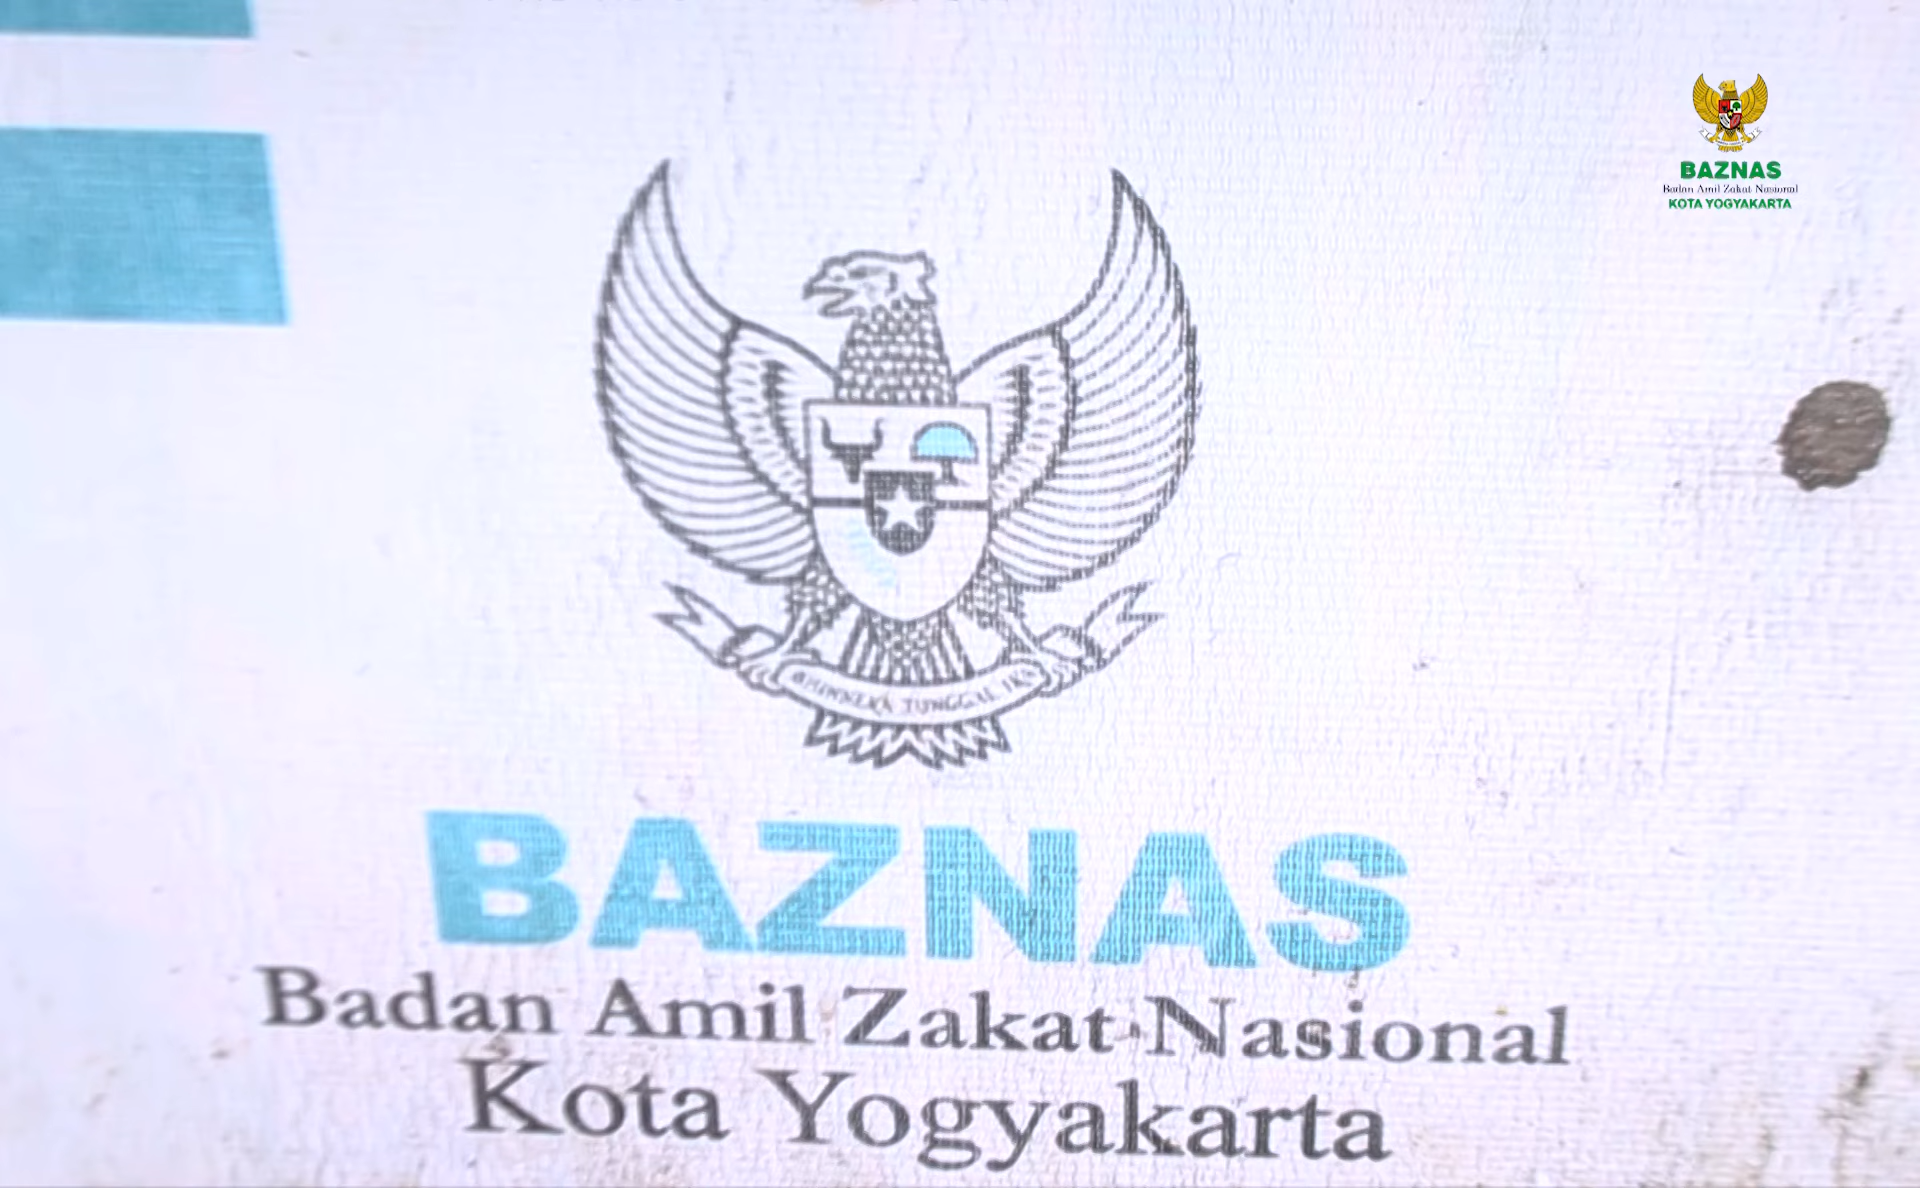 BAZNAS
Badan Amil Zakat Nasional
KOTA YOGYAKARTA
BHINNEKA TUNGGAL IKA
BAZNAS
Badan Amil Zakat Nasional
Kota Yogyakarta